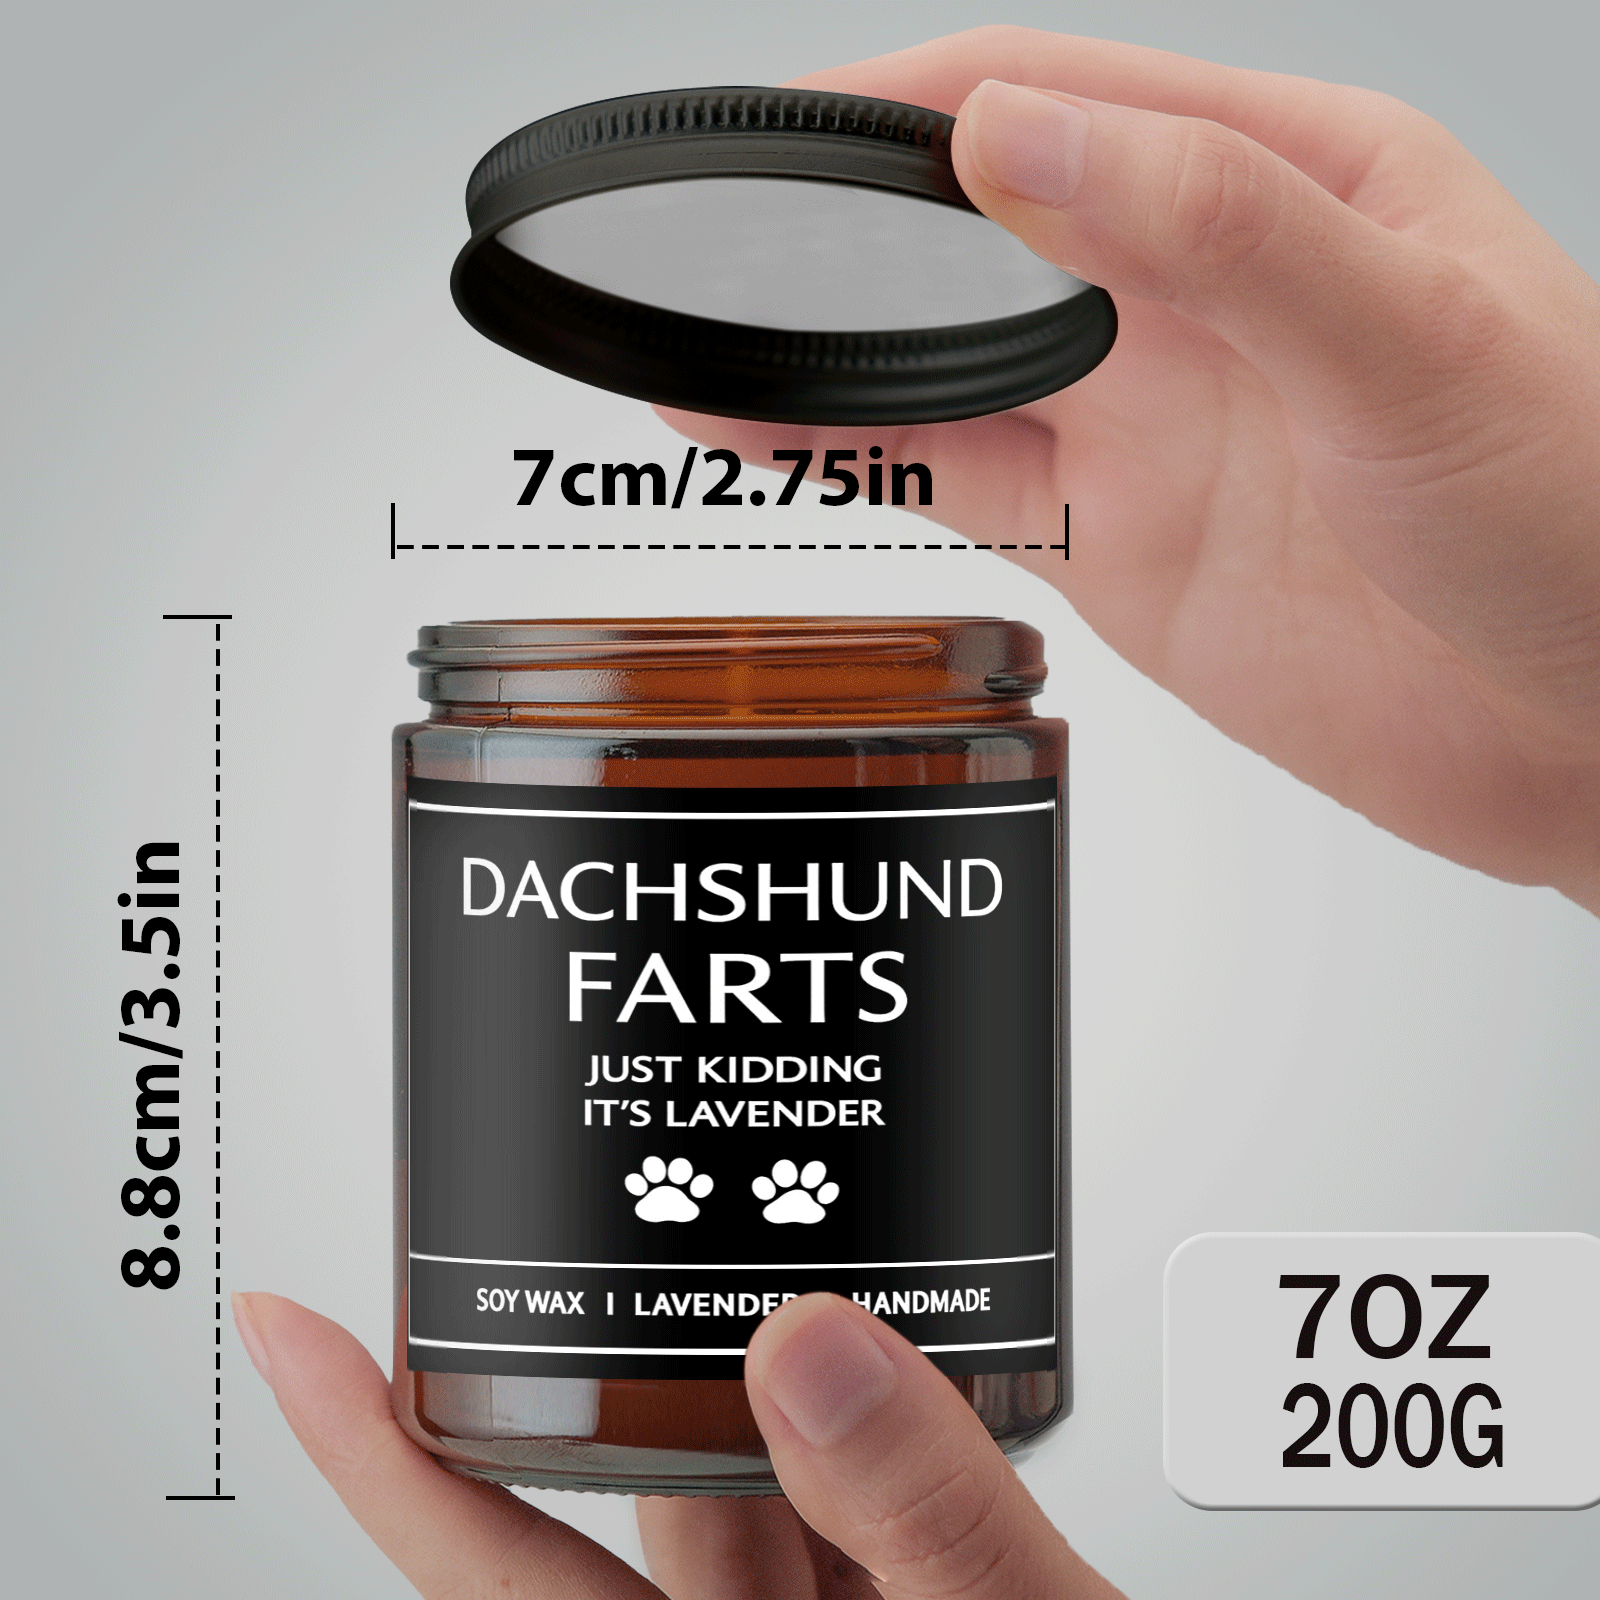 7cm/2.75in
8.8cm/3.5in
DACHSHUND
FARTS
JUST KIDDING
IT'S LAVENDER
SOY WAX I LAVENDER HANDMADE
7OZ
200G